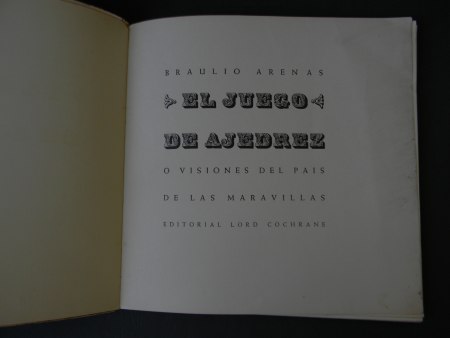 BRAULIO ARENAS
EL JUEGO
DE AJEDREZ
O VISIONES DEL PAIS
DE LAS MARAVILLAS
EDITORIAL LORD COCHRANE